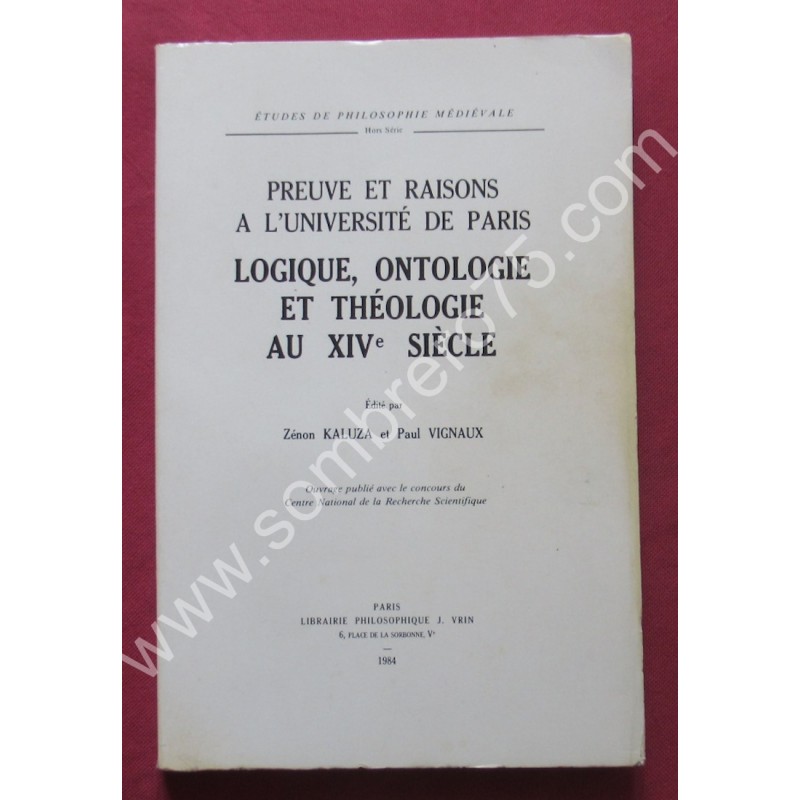 ÉTUDES DE PHILOSOPHIE MÉDIÉVALE
Hors Série
PREUVE ET RAISONS
A L'UNIVERSITÉ DE PARIS
LOGIQUE, ONTOLOGIE
ET THÉOLOGIE
AU XIVe SIÈCLE
Édité par
Zénon KALUZA et Paul VIGNAUX
Ouvrage publié avec le concours du
Centre National de la Recherche Scientifique
PARIS
LIBRAIRIE PHILOSOPHIQUE J. VRIN
6, PLACE DE LA SORBONNE, Ve
1984
www.sombrero75.com